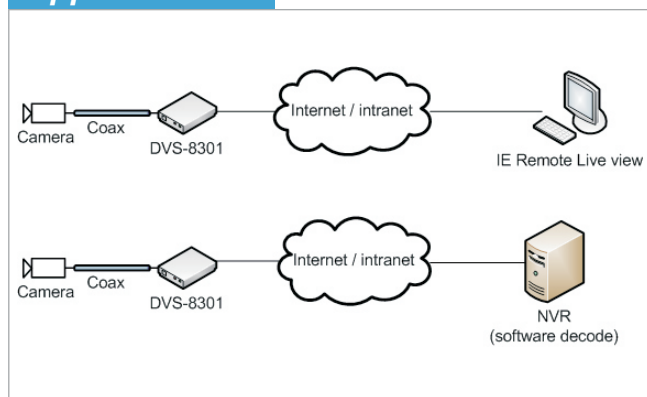 Internet / intranet
Camera
Coax
DVS-8301
IE Remote Live view
Internet / intranet
Camera
Coax
DVS-8301
NVR
(software decode)